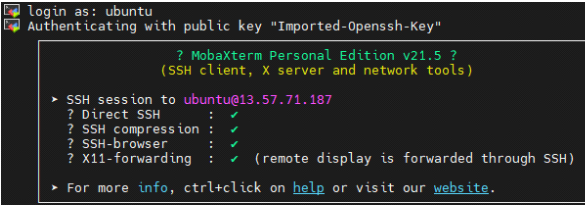 login as: ubuntu
Authenticating with public key "Imported-Openssh-Key"
? MobaXterm Personal Edition v21.5 ?
(SSH client, X server and network tools)
➤ SSH session to ubuntu@13.57.71.187
? Direct SSH : ✔
? SSH compression : ✔
? SSH-browser : ✔
? X11-forwarding : ✔ (remote display is forwarded through SSH)
➤ For more info, ctrl+click on help or visit our website.